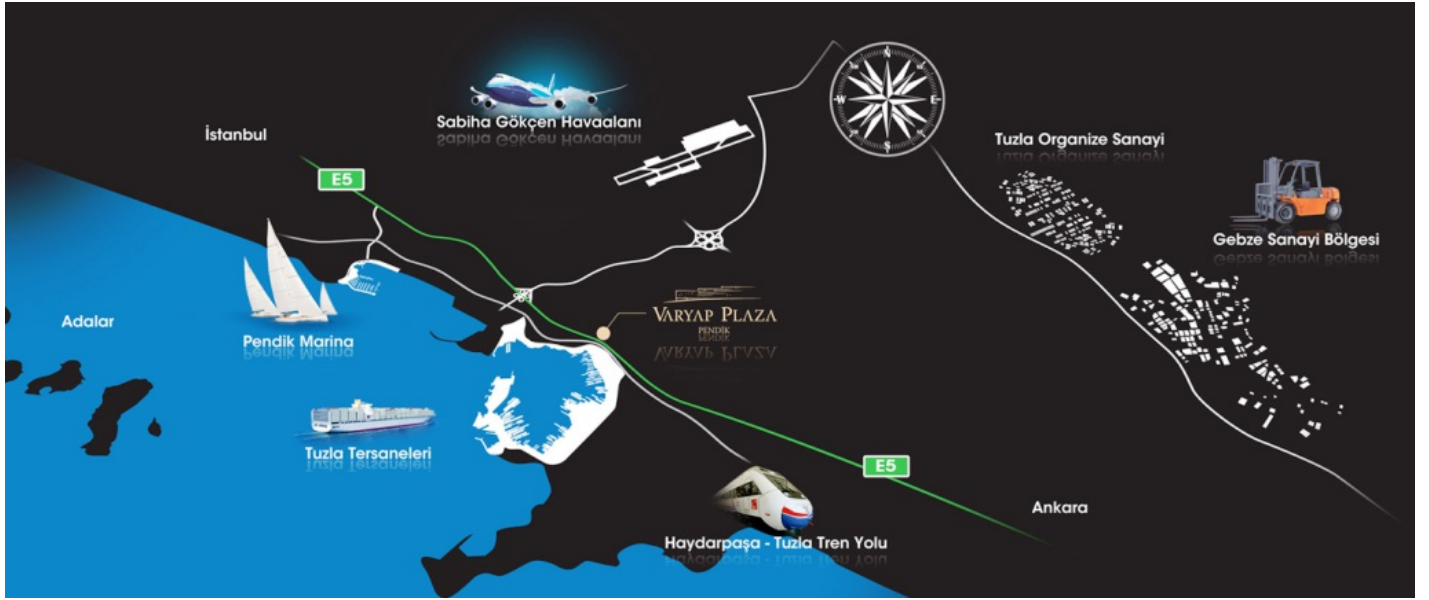 N
W
E
S
Sabiha Gökçen Havaalanı
İstanbul
Tuzla Organize Sanayi
E5
Gebze Sanayi Bölgesi
VARYAP PLAZA
PENDİK
Adalar
Pendik Marina
Tuzla Tersaneleri
E5
Ankara
Haydarpaşa - Tuzla Tren Yolu